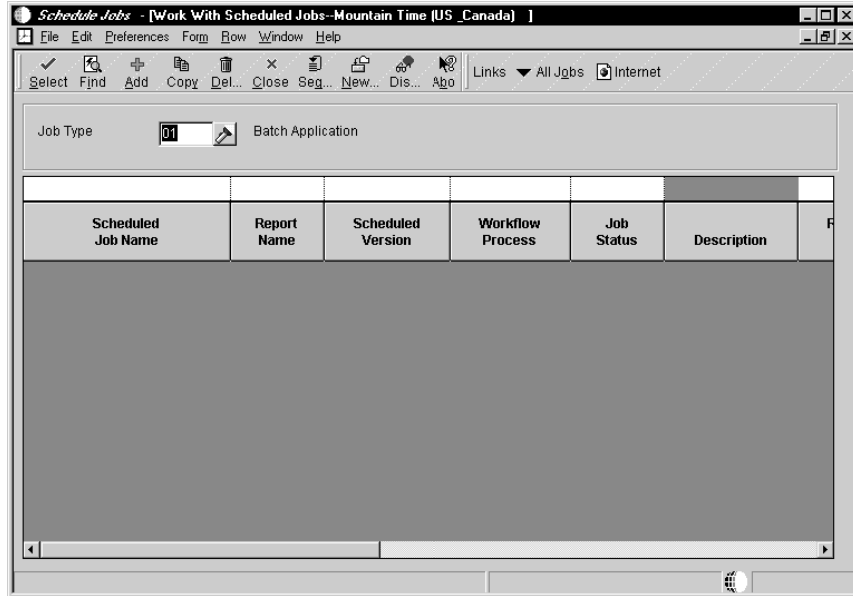 Schedule Jobs - [Work With Scheduled Jobs--Mountain Time (US _Canada) ]
File Edit Preferences Form Row Window Help
Select Find Add Copy Del... Close Seq... New... Dis... Abo Links All Jobs Internet
Job Type 01 Batch Application
Scheduled Job Name Report Name Scheduled Version Workflow Process Job Status Description